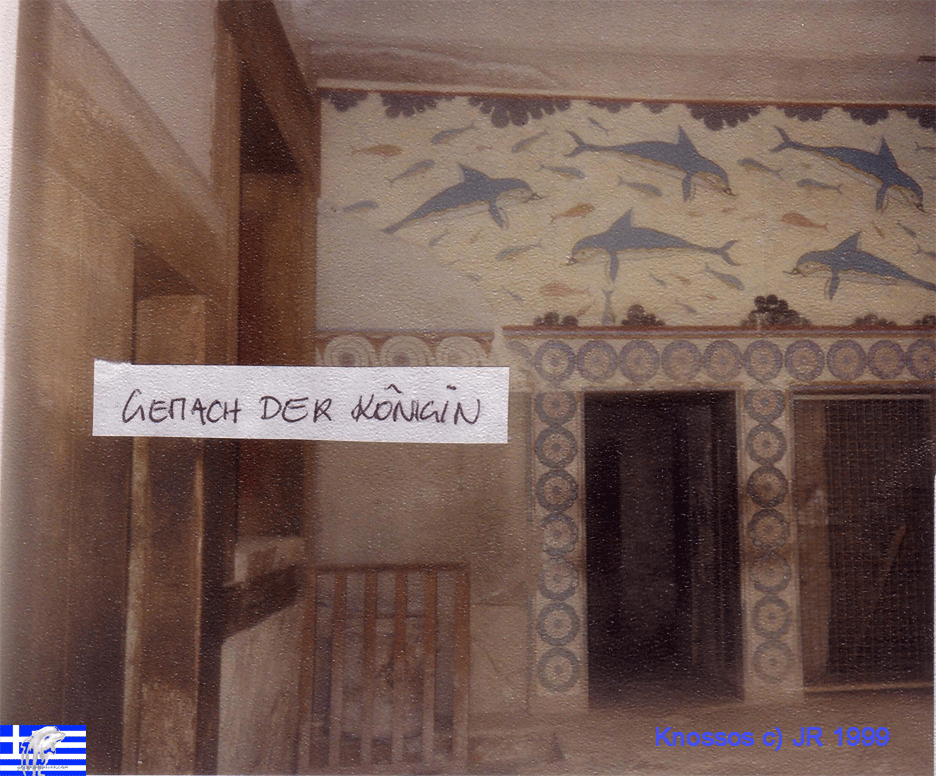 GEMACH DER KÖNIGIN
Knossos c) JR 1999